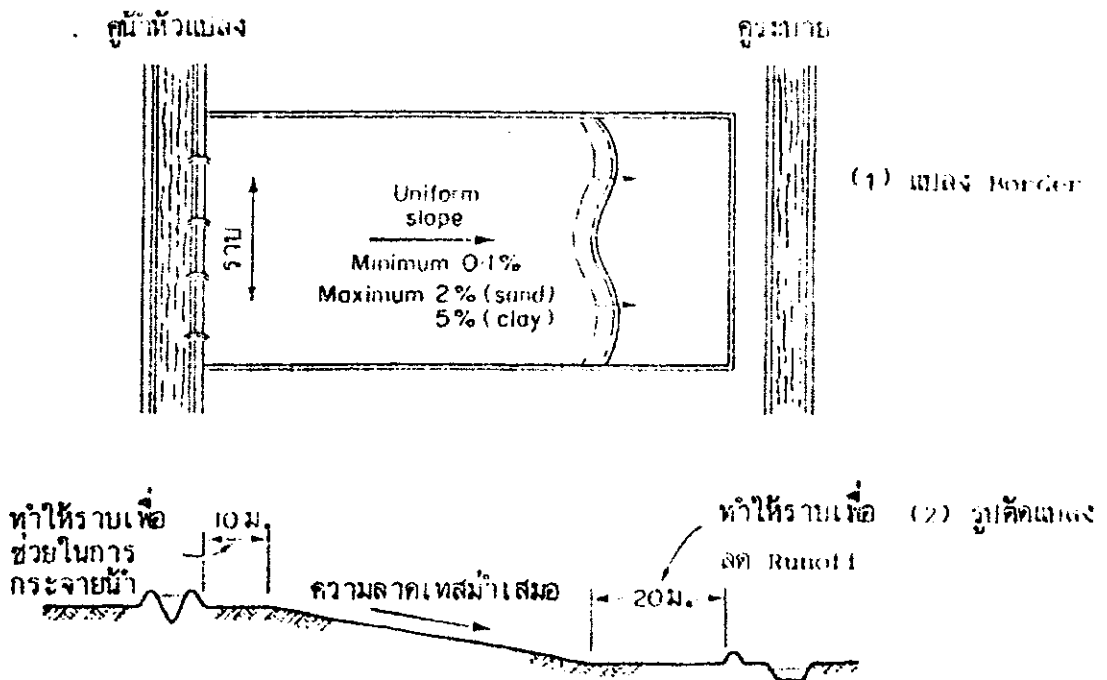 คูน้ำหัวแปลง
คูระบาย
ราบ
Uniform
slope
Minimum 0·1%
Maximum 2% (sand)
5% (clay)
(1) แปลง Border
ทำให้ราบเพื่อ
ช่วยในการ
กระจายน้ำ
10 ม.
ความลาดเทสม่ำเสมอ
ทำให้ราบเพื่อ
ลด Runoff
20 ม.
(2) รูปตัดแปลง